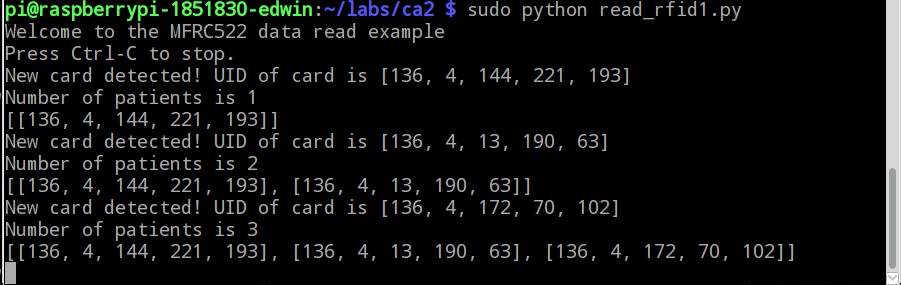 pi@raspberrypi-1851830-edwin:~/labs/ca2 $ sudo python read_rfid1.py
Welcome to the MFRC522 data read example
Press Ctrl-C to stop.
New card detected! UID of card is [136, 4, 144, 221, 193]
Number of patients is 1
[[136, 4, 144, 221, 193]]
New card detected! UID of card is [136, 4, 13, 190, 63]
Number of patients is 2
[[136, 4, 144, 221, 193], [136, 4, 13, 190, 63]]
New card detected! UID of card is [136, 4, 172, 70, 102]
Number of patients is 3
[[136, 4, 144, 221, 193], [136, 4, 13, 190, 63], [136, 4, 172, 70, 102]]